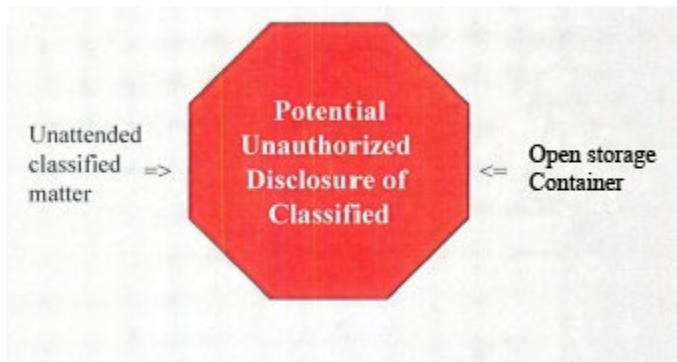 Unattended
classified =>
matter
Potential
Unauthorized
Disclosure of
Classified
<= Open storage
Container